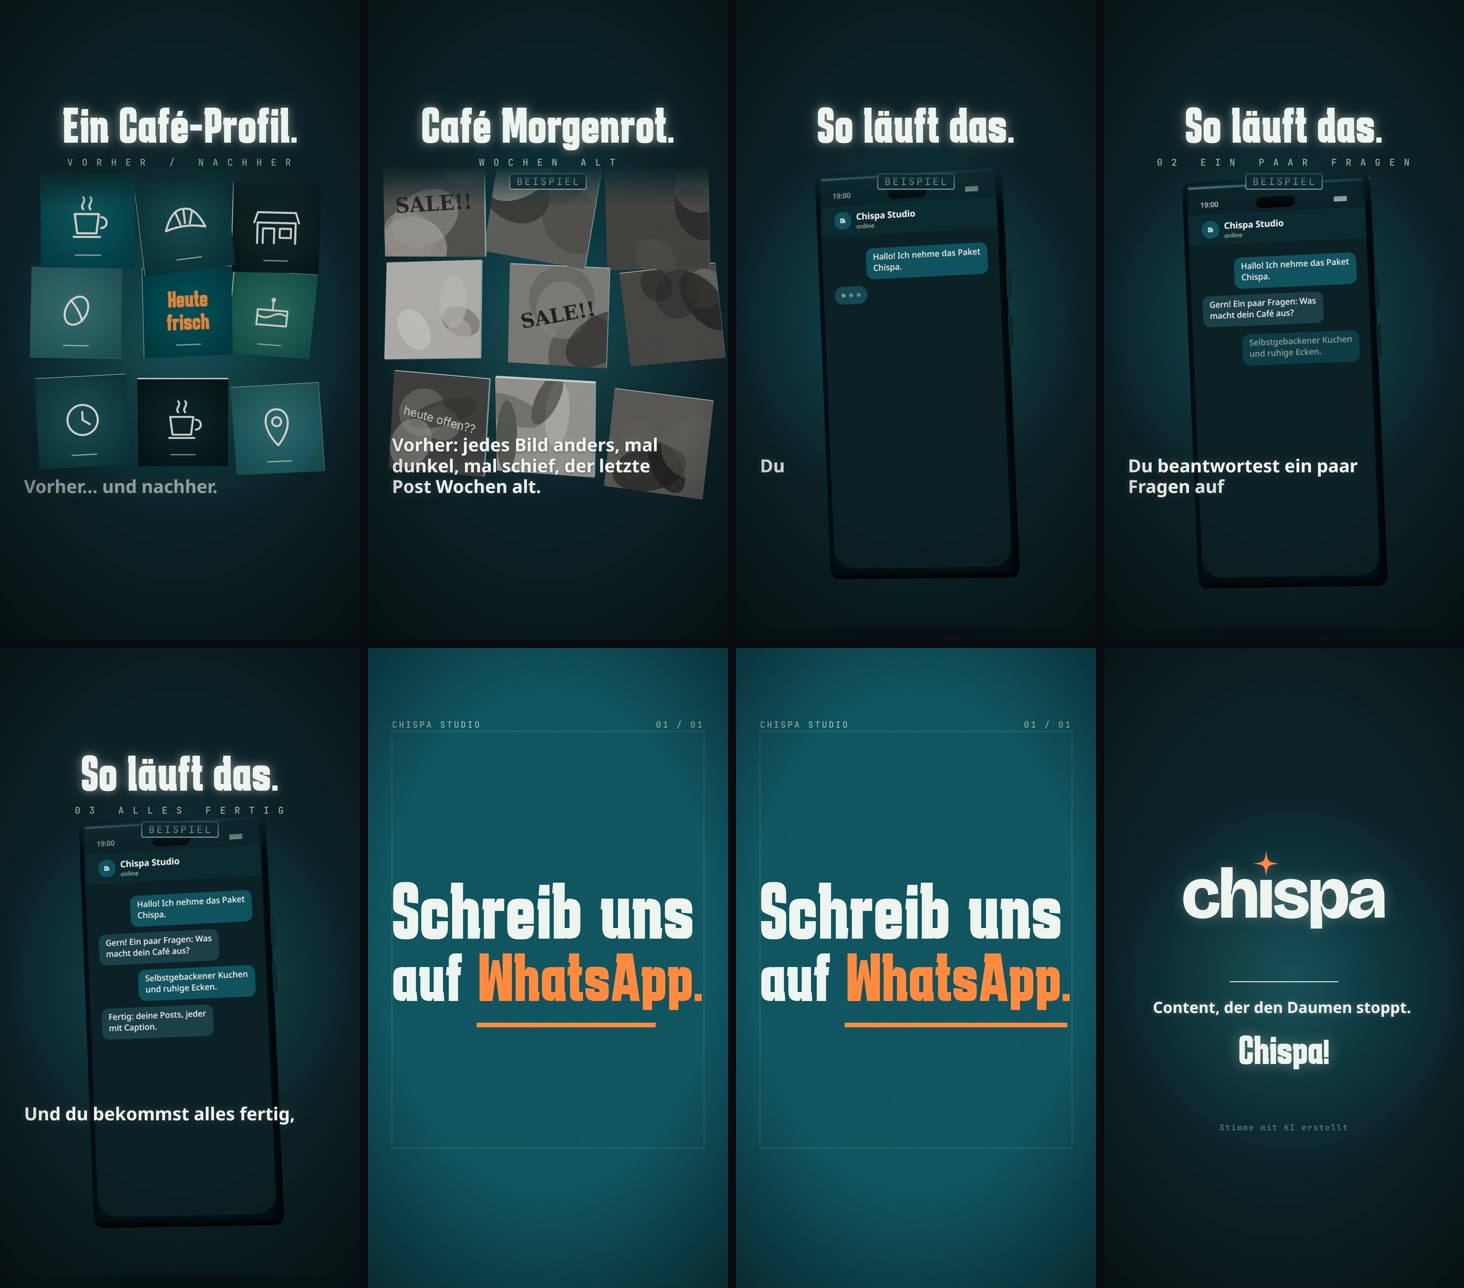 Ein Café-Profil.
VORHER / NACHHER
Heute
frisch
Vorher... und nachher.
Café Morgenrot.
WOCHEN ALT
BEISPIEL
SALE!!
SALE!!
heute offen??
Vorher: jedes Bild anders, mal
dunkel, mal schief, der letzte
Post Wochen alt.
So läuft das.
BEISPIEL
19:00
Chispa Studio
online
Hallo! Ich nehme das Paket
Chispa.
Du
So läuft das.
02 EIN PAAR FRAGEN
BEISPIEL
19:00
Chispa Studio
online
Hallo! Ich nehme das Paket
Chispa.
Gern! Ein paar Fragen: Was
macht dein Café aus?
Selbstgebackener Kuchen
und ruhige Ecken.
Du beantwortest ein paar
Fragen auf
So läuft das.
03 ALLES FERTIG
BEISPIEL
19:00
Chispa Studio
online
Hallo! Ich nehme das Paket
Chispa.
Gern! Ein paar Fragen: Was
macht dein Café aus?
Selbstgebackener Kuchen
und ruhige Ecken.
Fertig: deine Posts, jeder
mit Caption.
Und du bekommst alles fertig,
CHISPA STUDIO 01 / 01
Schreib uns
auf WhatsApp.
CHISPA STUDIO 01 / 01
Schreib uns
auf WhatsApp.
chispa
Content, der den Daumen stoppt.
Chispa!
Stimme mit KI erstellt